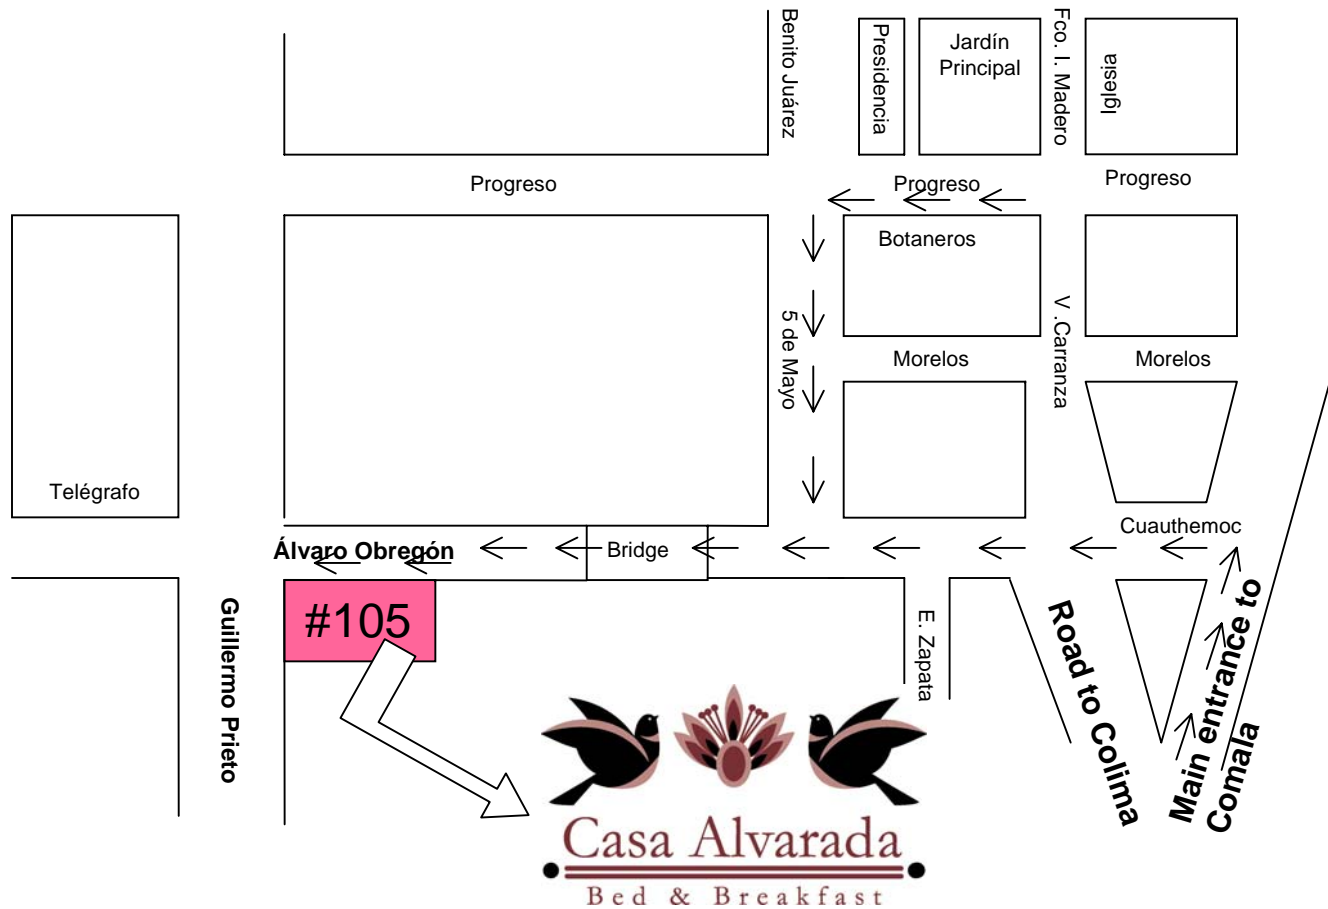 Benito Juárez
Presidencia
Jardín
Principal
Fco. I. Madero
Iglesia
Progreso
Progreso
Progreso
Botaneros
5 de Mayo
V .Carranza
Morelos
Morelos
Telégrafo
Cuauthemoc
Álvaro Obregón
Bridge
#105
Guillermo Prieto
E. Zapata
Road to Colima
Main entrance to
Comala
Casa Alvarada
Bed & Breakfast